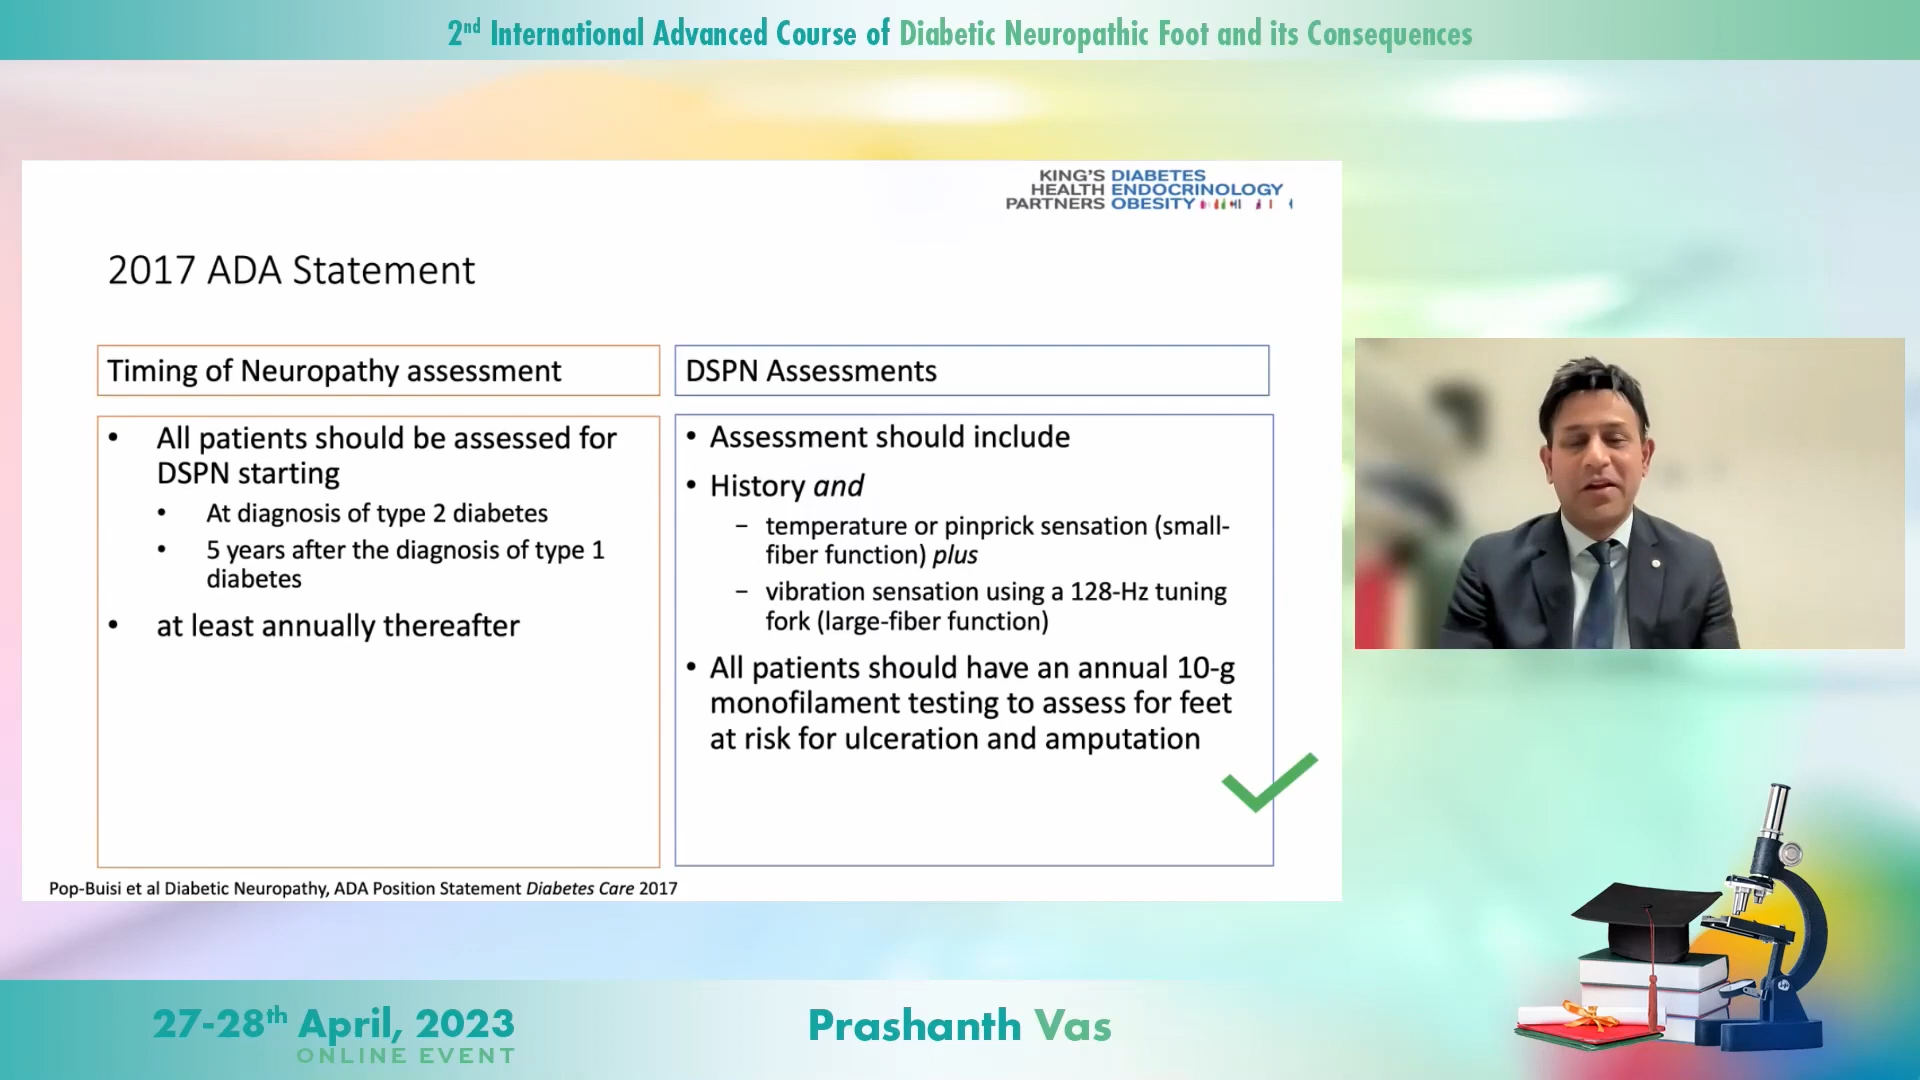 2nd International Advanced Course of Diabetic Neuropathic Foot and its Consequences
KING'S DIABETES
HEALTH ENDOCRINOLOGY
PARTNERS OBESITY
2017 ADA Statement
Timing of Neuropathy assessment
• All patients should be assessed for
DSPN starting
• At diagnosis of type 2 diabetes
• 5 years after the diagnosis of type 1
diabetes
• at least annually thereafter
DSPN Assessments
• Assessment should include
• History and
– temperature or pinprick sensation (small-
fiber function) plus
– vibration sensation using a 128-Hz tuning
fork (large-fiber function)
• All patients should have an annual 10-g
monofilament testing to assess for feet
at risk for ulceration and amputation
Pop-Buisi et al Diabetic Neuropathy, ADA Position Statement Diabetes Care 2017
27-28th April, 2023
ONLINE EVENT
Prashanth Vas